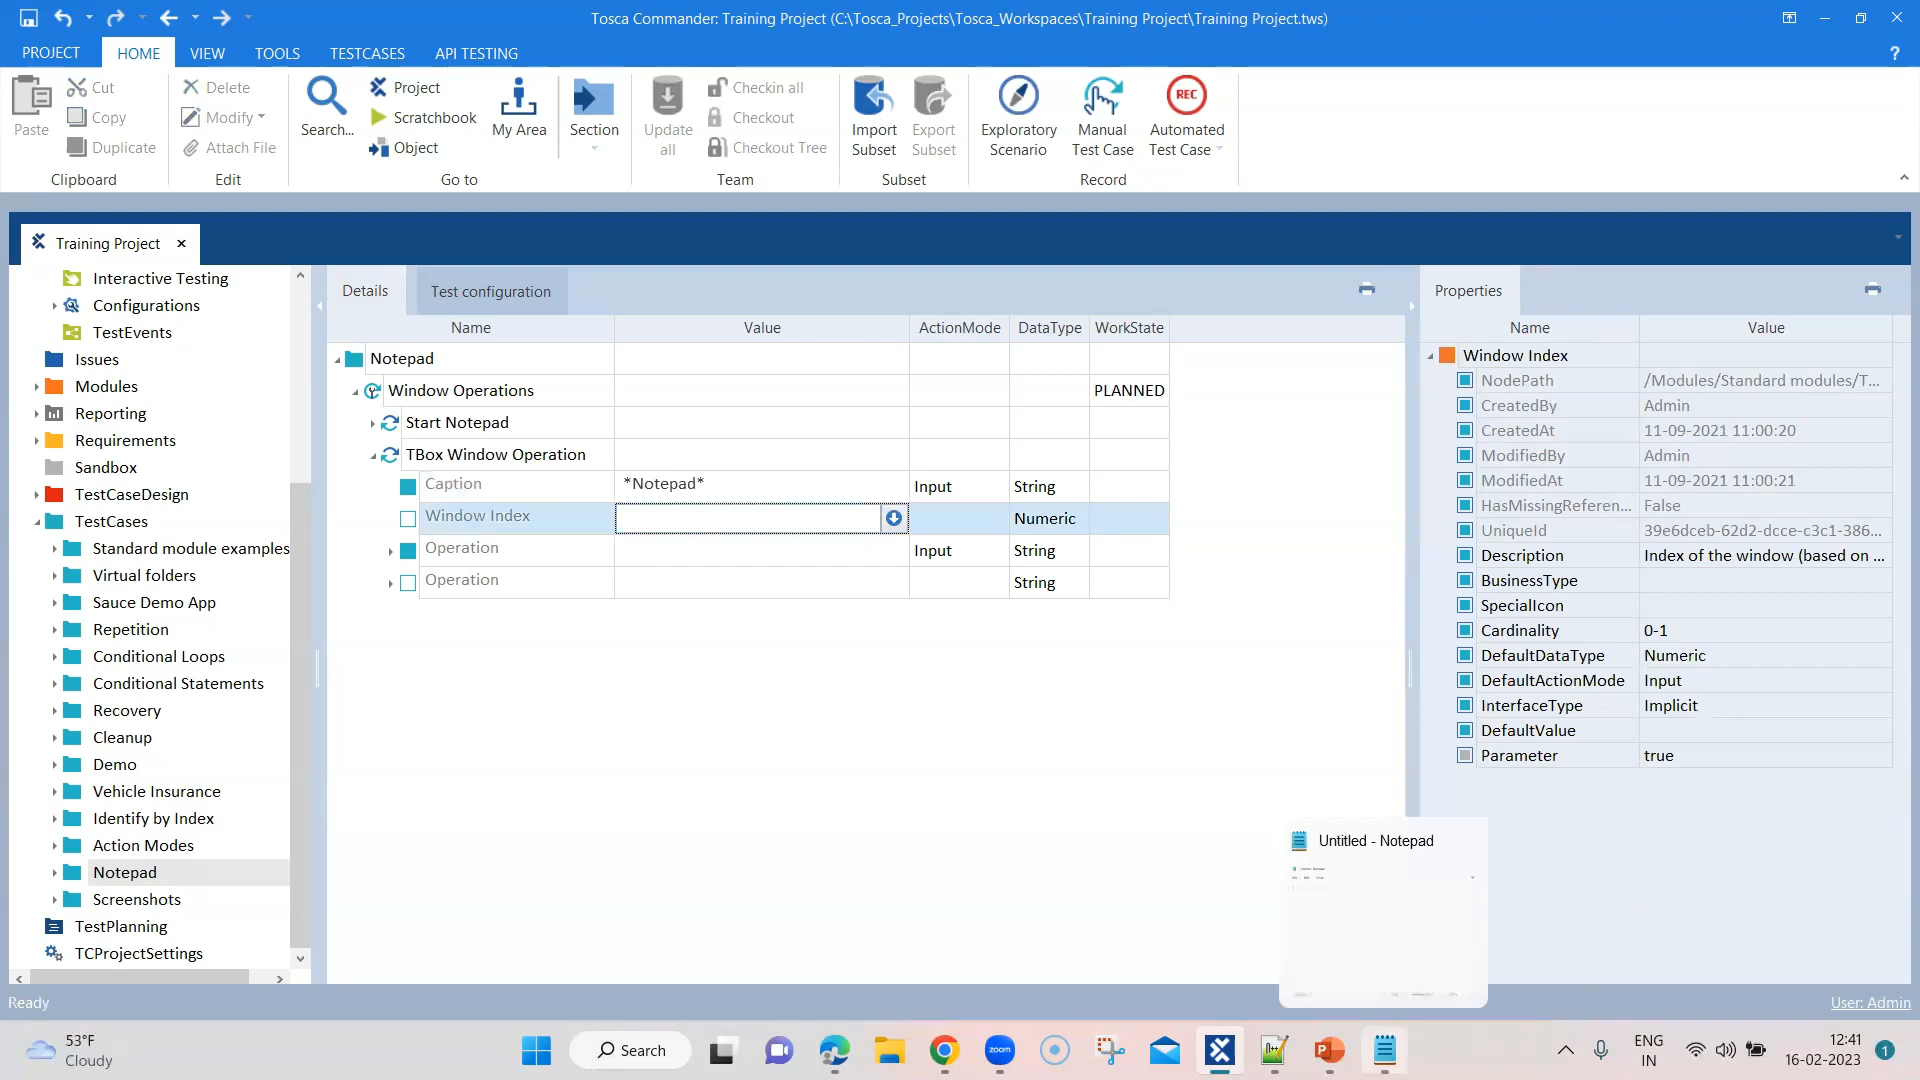 Tosca Commander: Training Project (C:\Tosca_Projects\Tosca_Workspaces\Training Project\Training Project.tws)
PROJECT HOME VIEW TOOLS TESTCASES API TESTING ?
Paste Cut Copy Duplicate
Clipboard
Delete Modify Attach File
Edit
Search... Project Scratchbook Object My Area Section
Go to
Update all Checkin all Checkout Checkout Tree
Team
Import Subset Export Subset
Subset
Exploratory Scenario Manual Test Case REC Automated Test Case
Record
Training Project
Interactive Testing
Configurations
TestEvents
Issues
Modules
Reporting
Requirements
Sandbox
TestCaseDesign
TestCases
Standard module examples
Virtual folders
Sauce Demo App
Repetition
Conditional Loops
Conditional Statements
Recovery
Cleanup
Demo
Vehicle Insurance
Identify by Index
Action Modes
Notepad
Screenshots
TestPlanning
TCProjectSettings
Details Test configuration
Name Value ActionMode DataType WorkState
Notepad
Window Operations PLANNED
Start Notepad
TBox Window Operation
Caption *Notepad* Input String
Window Index Numeric
Operation Input String
Operation String
Properties
Name Value
Window Index
NodePath /Modules/Standard modules/T...
CreatedBy Admin
CreatedAt 11-09-2021 11:00:20
ModifiedBy Admin
ModifiedAt 11-09-2021 11:00:21
HasMissingReferen... False
UniqueId 39e6dceb-62d2-dcce-c3c1-386...
Description Index of the window (based on ...
BusinessType
SpecialIcon
Cardinality 0-1
DefaultDataType Numeric
DefaultActionMode Input
InterfaceType Implicit
DefaultValue
Parameter true
Untitled - Notepad
Ready User: Admin
53°F
Cloudy
Search
zoom
ENG
IN
12:41
16-02-2023
1